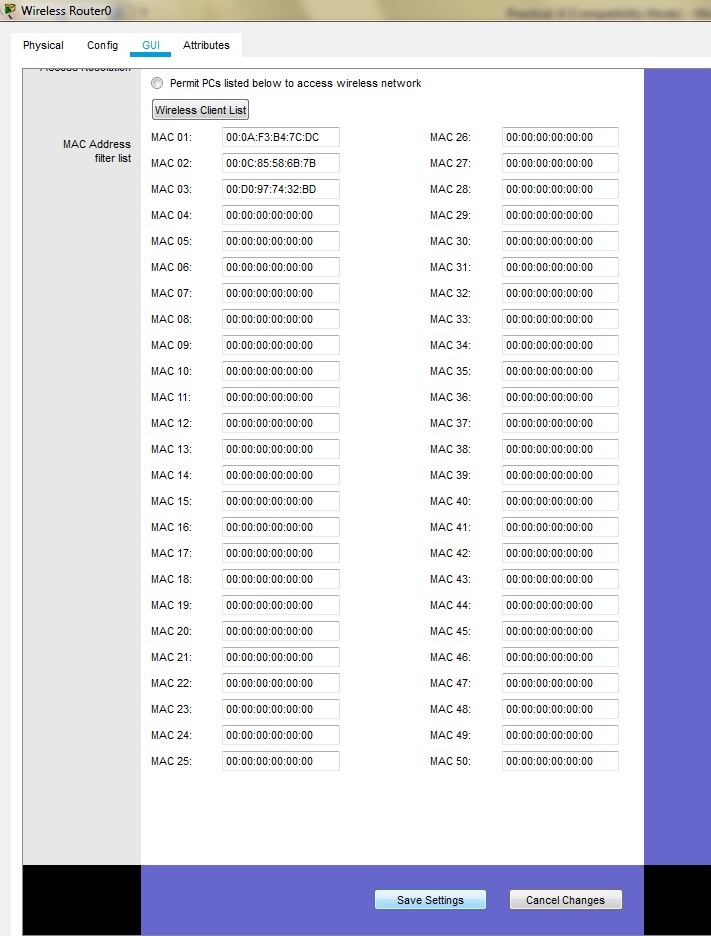 Wireless Router0
Physical Config GUI Attributes
Access Resolution
Permit PCs listed below to access wireless network
Wireless Client List
MAC Address
filter list
MAC 01: 00:0A:F3:B4:7C:DC MAC 26: 00:00:00:00:00:00
MAC 02: 00:0C:85:58:6B:7B MAC 27: 00:00:00:00:00:00
MAC 03: 00:D0:97:74:32:BD MAC 28: 00:00:00:00:00:00
MAC 04: 00:00:00:00:00:00 MAC 29: 00:00:00:00:00:00
MAC 05: 00:00:00:00:00:00 MAC 30: 00:00:00:00:00:00
MAC 06: 00:00:00:00:00:00 MAC 31: 00:00:00:00:00:00
MAC 07: 00:00:00:00:00:00 MAC 32: 00:00:00:00:00:00
MAC 08: 00:00:00:00:00:00 MAC 33: 00:00:00:00:00:00
MAC 09: 00:00:00:00:00:00 MAC 34: 00:00:00:00:00:00
MAC 10: 00:00:00:00:00:00 MAC 35: 00:00:00:00:00:00
MAC 11: 00:00:00:00:00:00 MAC 36: 00:00:00:00:00:00
MAC 12: 00:00:00:00:00:00 MAC 37: 00:00:00:00:00:00
MAC 13: 00:00:00:00:00:00 MAC 38: 00:00:00:00:00:00
MAC 14: 00:00:00:00:00:00 MAC 39: 00:00:00:00:00:00
MAC 15: 00:00:00:00:00:00 MAC 40: 00:00:00:00:00:00
MAC 16: 00:00:00:00:00:00 MAC 41: 00:00:00:00:00:00
MAC 17: 00:00:00:00:00:00 MAC 42: 00:00:00:00:00:00
MAC 18: 00:00:00:00:00:00 MAC 43: 00:00:00:00:00:00
MAC 19: 00:00:00:00:00:00 MAC 44: 00:00:00:00:00:00
MAC 20: 00:00:00:00:00:00 MAC 45: 00:00:00:00:00:00
MAC 21: 00:00:00:00:00:00 MAC 46: 00:00:00:00:00:00
MAC 22: 00:00:00:00:00:00 MAC 47: 00:00:00:00:00:00
MAC 23: 00:00:00:00:00:00 MAC 48: 00:00:00:00:00:00
MAC 24: 00:00:00:00:00:00 MAC 49: 00:00:00:00:00:00
MAC 25: 00:00:00:00:00:00 MAC 50: 00:00:00:00:00:00
Save Settings Cancel Changes